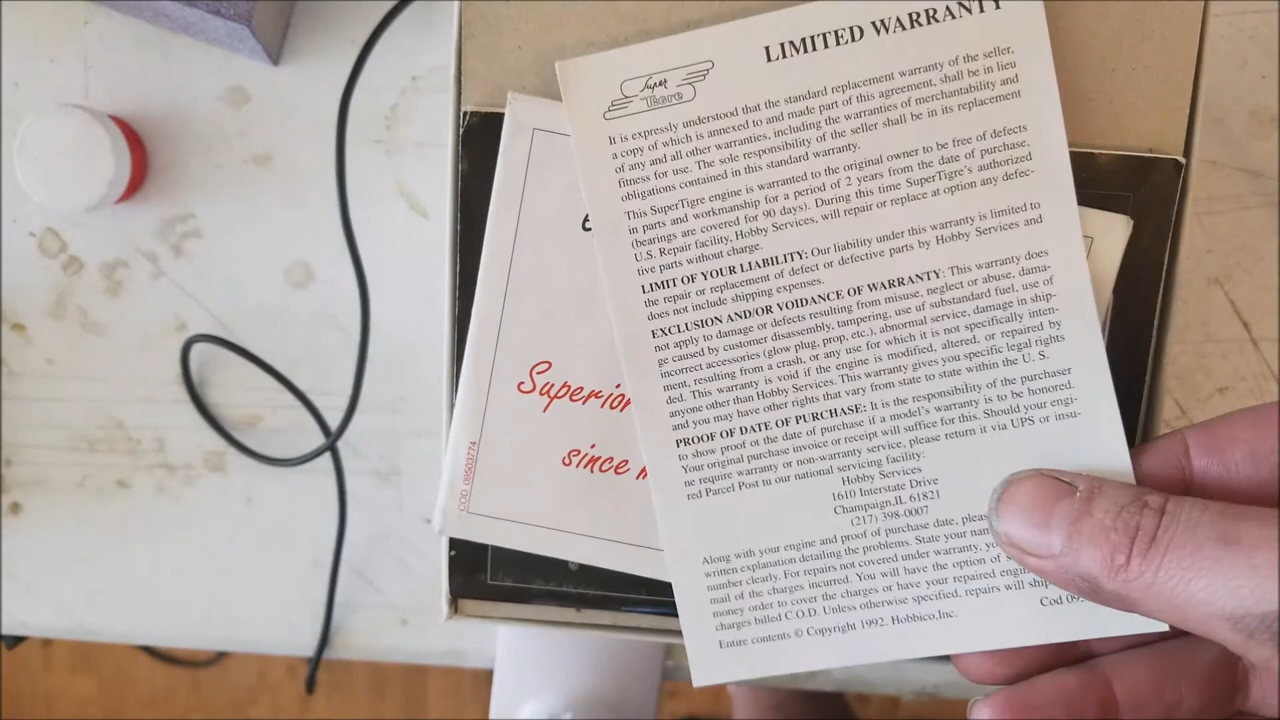 LIMITED WARRANTY
Super
Tigre
It is expressly understood that the standard replacement warranty of the seller,
a copy of which is annexed to and made part of this agreement, shall be in lieu
of any and all other warranties, including the warranties of merchantability and
fitness for use. The sole responsibility of the seller shall be in its replacement
obligations contained in this standard warranty.
This SuperTigre engine is warranted to the original owner to be free of defects
in parts and workmanship for a period of 2 years from the date of purchase,
(bearings are covered for 90 days). During this time SuperTigre's authorized
U.S. Repair facility, Hobby Services, will repair or replace at option any defec-
tive parts without charge.
LIMIT OF YOUR LIABILITY: Our liability under this warranty is limited to
the repair or replacement of defect or defective parts by Hobby Services and
does not include shipping expenses.
EXCLUSION AND/OR VOIDANCE OF WARRANTY: This warranty does
not apply to damage or defects resulting from misuse, neglect or abuse, dama-
ge caused by customer disassembly, tampering, use of substandard fuel, use of
incorrect accessories (glow plug, prop, etc.), abnormal service, damage in ship-
ment, resulting from a crash, or any use for which it is not specifically inten-
ded. This warranty is void if the engine is modified, altered, or repaired by
anyone other than Hobby Services. This warranty gives you specific legal rights
and you may have other rights that vary from state to state within the U. S.
PROOF OF DATE OF PURCHASE: It is the responsibility of the purchaser
to show proof ot the date of purchase if a model's warranty is to be honored.
Your original purchase invoice or receipt will suffice for this. Should your engi-
ne require warranty or non-warranty service, please return it via UPS or insu-
red Parcel Post to our national servicing facility:
Hobby Services
1610 Interstate Drive
Champaign,IL 61821
(217) 398-0007
Along with your engine and proof of purchase date,
written explanation detailing the problems. State your
number clearly. For repairs not covered under warranty,
mail of the charges incurred. You will have the option of
money order to cover the charges or have your repaired
charges billed C.O.D. Unless otherwise specified, repairs will
Entire contents © Copyright 1992. Hobbico,Inc.
Cod
Superior
since
COD. 08503774